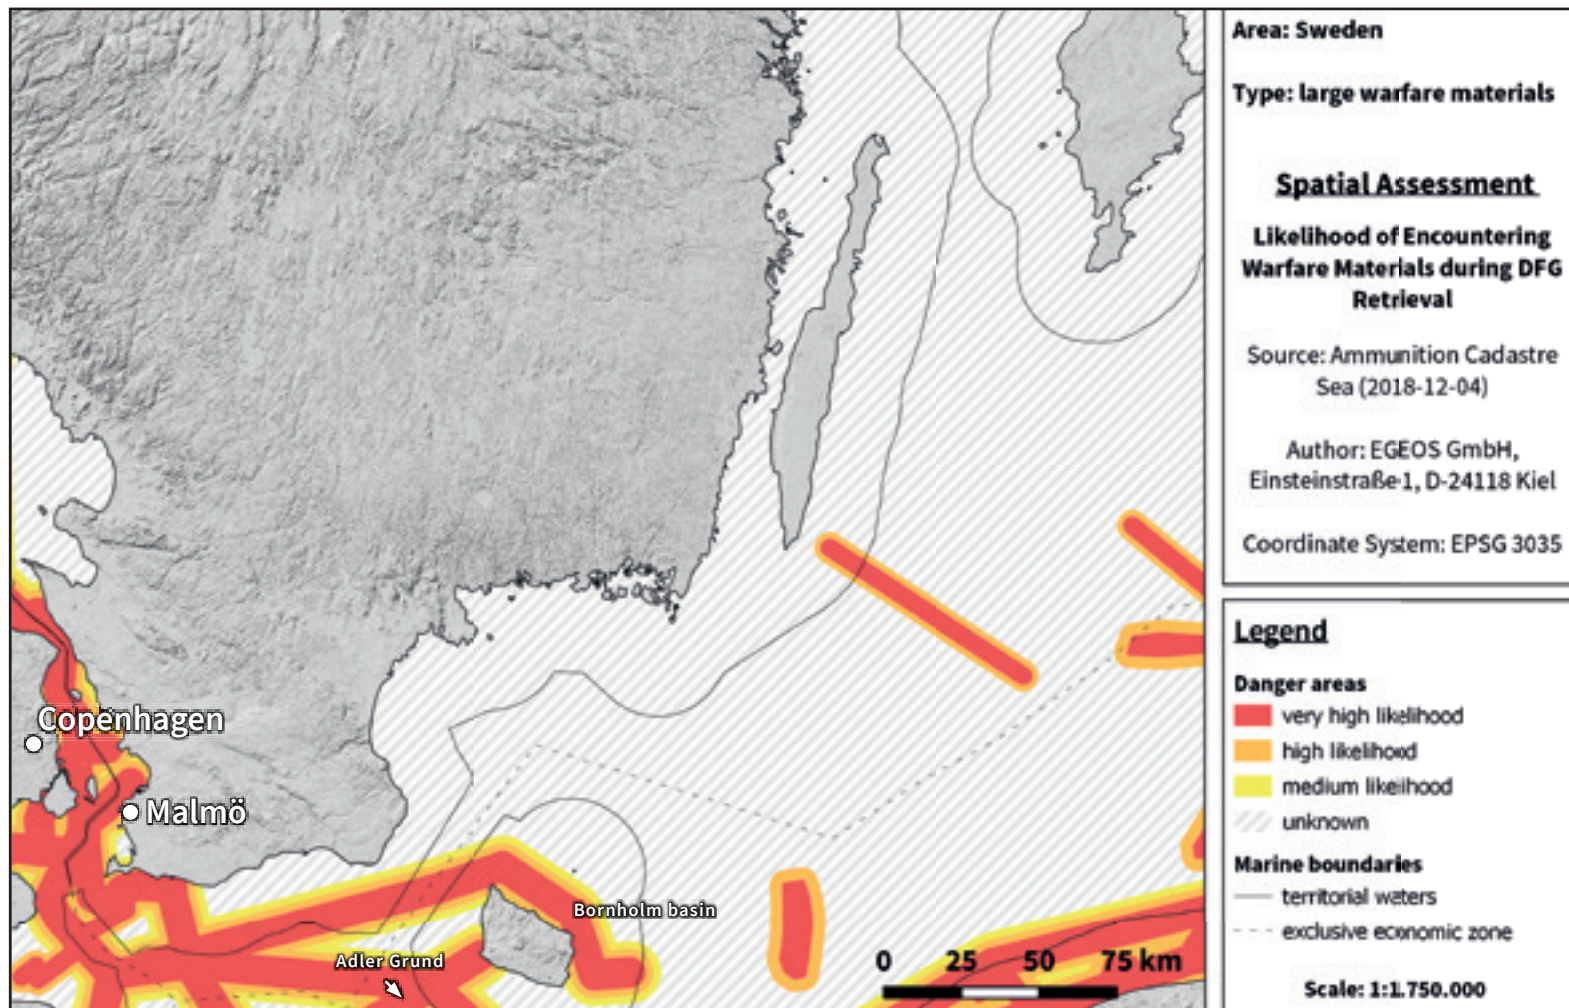 Area: Sweden
Type: large warfare materials
Spatial Assessment
Likelihood of Encountering
Warfare Materials during DFG
Retrieval
Source: Ammunition Cadastre
Sea (2018-12-04)
Author: EGEOS GmbH,
Einsteinstraße 1, D-24118 Kiel
Coordinate System: EPSG 3035
Legend
Danger areas
very high likelihood
high likelihood
medium likelihood
unknown
Marine boundaries
territorial waters
exclusive economic zone
Scale: 1:1.750.000
Copenhagen
Malmö
Bornholm basin
Adler Grund
0 25 50 75 km